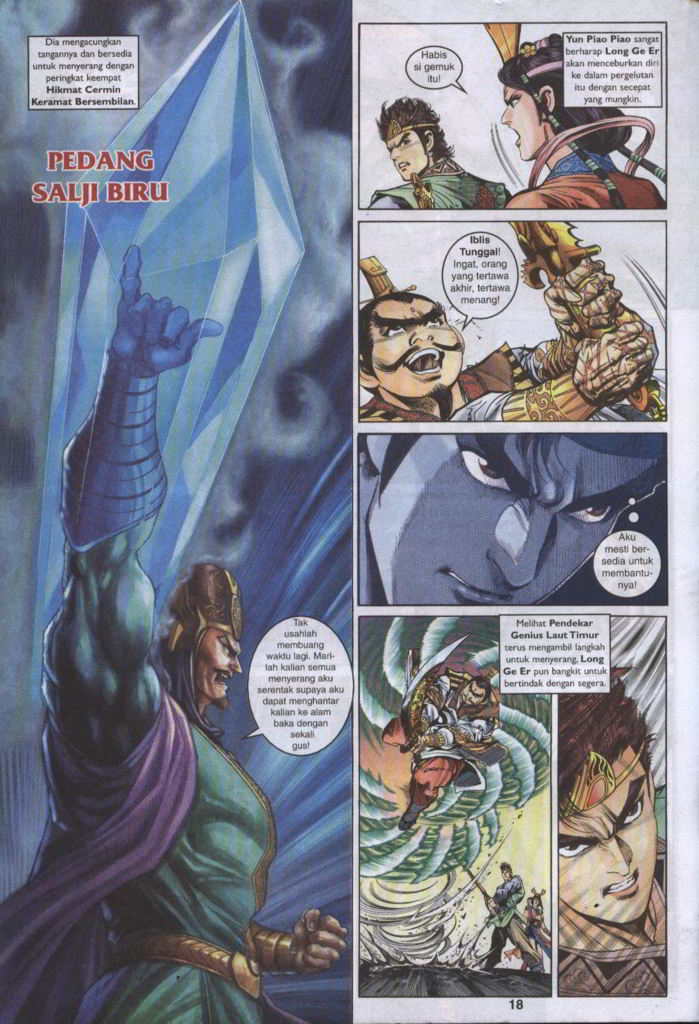 Dia mengacungkan
tangannya dan bersedia
untuk menyerang dengan
peringkat keempat
Hikmat Cermin
Keramat Bersembilan.
PEDANG
SALJI BIRU
Tak
usahlah
membuang
waktu lagi. Mari-
lah kalian semua
menyerang aku
serentak supaya aku
dapat menghantar
kalian ke alam
baka dengan
sekali
gus!
Habis
si gemuk
itu!
Yun Piao Piao sangat
berharap Long Ge Er
akan menceburkan diri
ke dalam pergelutan
itu dengan secepat
yang mungkin.
Iblis
Tunggal!
Ingat, orang
yang tertawa
akhir, tertawa
menang!
Aku
mesti ber-
sedia untuk
membantu-
nya!
Melihat Pendekar
Genius Laut Timur
terus mengambil langkah
untuk menyerang, Long
Ge Er pun bangkit untuk
bertindak dengan segera.
18